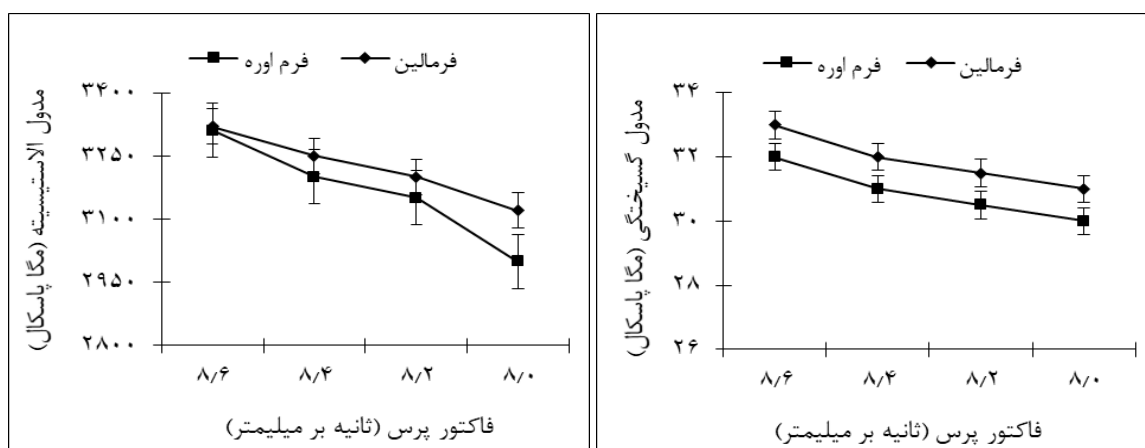 فرمالین فرم اوره
مدول الاستیسیته (مگا پاسکال)
۳۴۰۰
۳۲۵۰
۳۱۰۰
۲۹۵۰
۲۸۰۰
۸/۶ ۸/۴ ۸/۲ ۸/۰
فاکتور پرس (ثانیه بر میلیمتر)
فرمالین فرم اوره
مدول گسیختگی (مگا پاسکال)
۳۴
۳۲
۳۰
۲۸
۲۶
۸/۶ ۸/۴ ۸/۲ ۸/۰
فاکتور پرس (ثانیه بر میلیمتر)